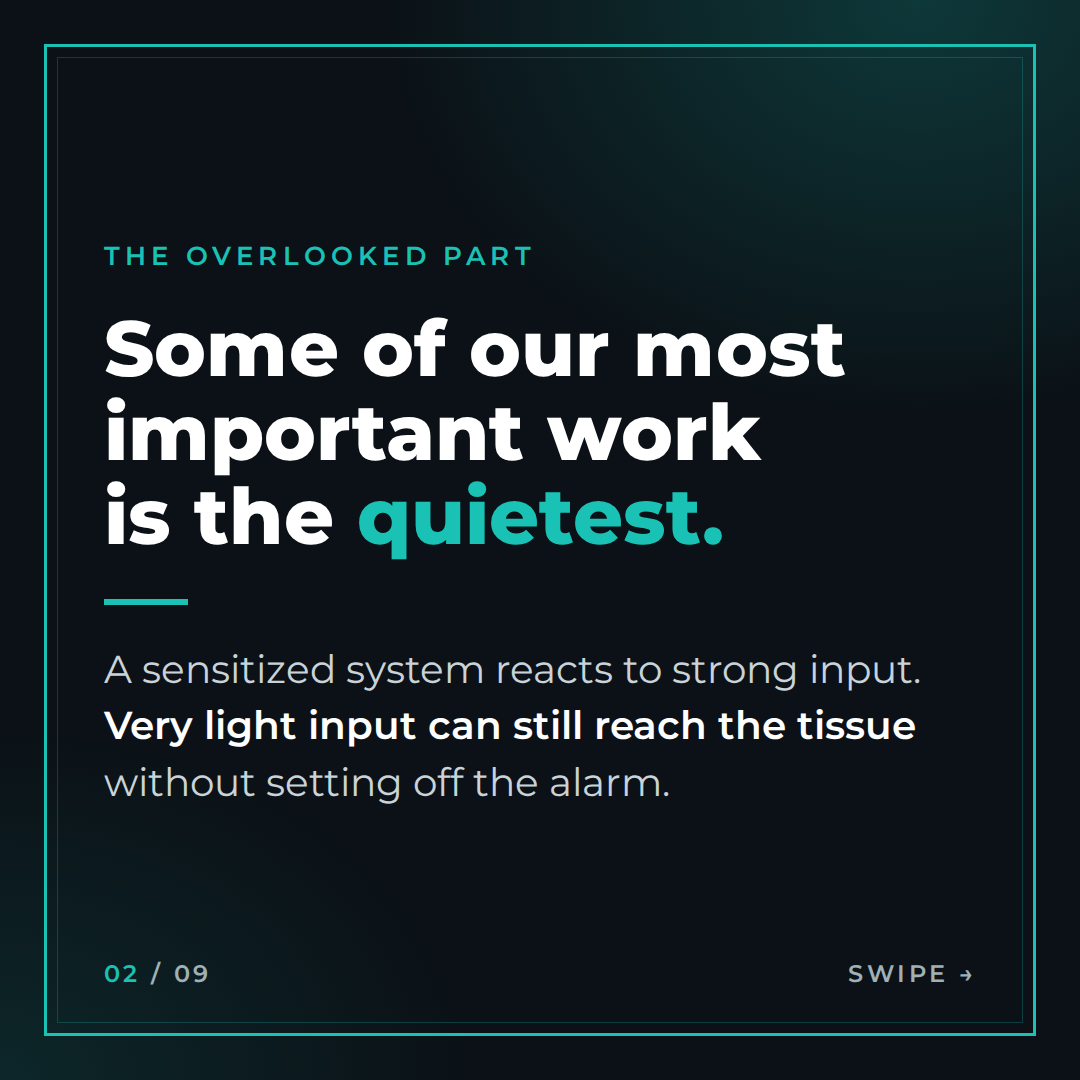 THE OVERLOOKED PART
Some of our most
important work
is the quietest.
A sensitized system reacts to strong input.
Very light input can still reach the tissue
without setting off the alarm.
02 / 09
SWIPE →